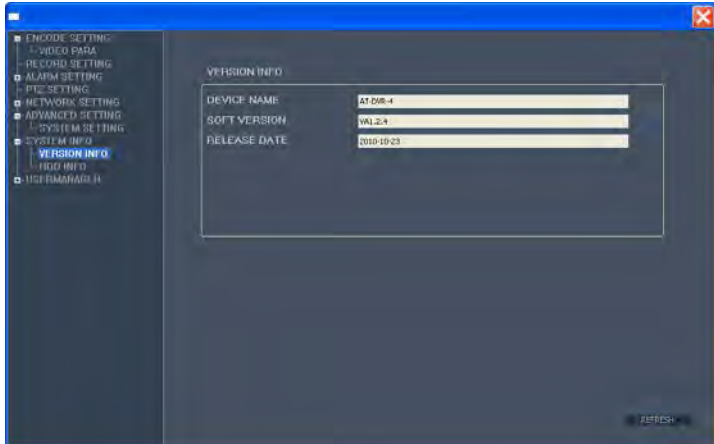 ENCODE SETTING
VIDEO PARA
RECORD SETTING
ALARM SETTING
PTZ SETTING
NETWORK SETTING
ADVANCED SETTING
SYSTEM SETTING
SYSTEM INFO
VERSION INFO
HDD INFO
USERMANAGER
VERSION INFO
DEVICE NAME AT-DVR-4
SOFT VERSION VA1.2.4
RELEASE DATE 2010-10-23
REFRESH